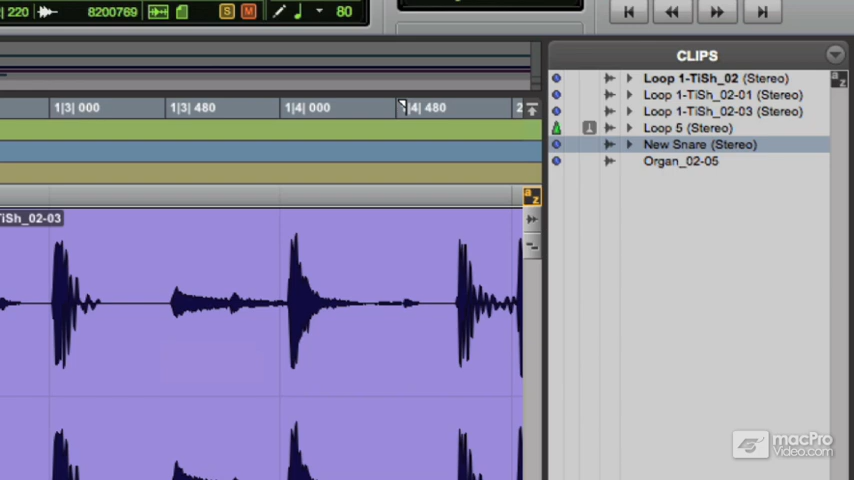 220
8200769
S
M
80
CLIPS
Loop 1-TiSh_02 (Stereo)
Loop 1-TiSh_02-01 (Stereo)
Loop 1-TiSh_02-03 (Stereo)
Loop 5 (Stereo)
New Snare (Stereo)
Organ_02-05
a
z
1|3| 000
1|3| 480
1|4| 000
|4| 480
2
a
z
TiSh_02-03
macPro
Video.com